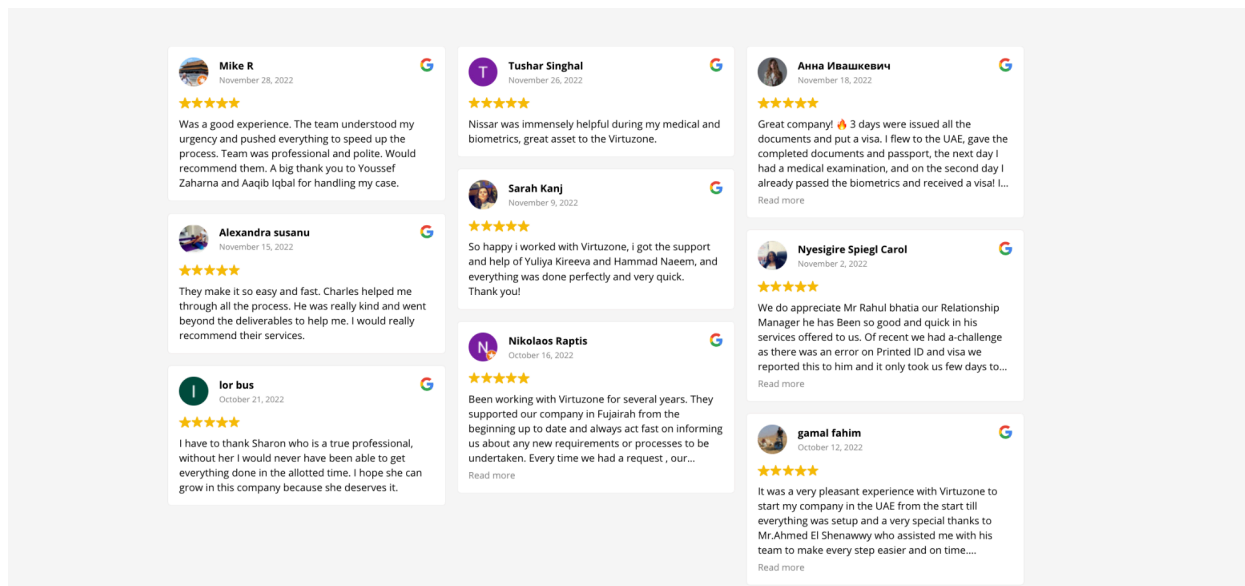 Mike R
November 28, 2022
Was a good experience. The team understood my
urgency and pushed everything to speed up the
process. Team was professional and polite. Would
recommend them. A big thank you to Youssef
Zaharna and Aaqib Iqbal for handling my case.
Alexandra susanu
November 15, 2022
They make it so easy and fast. Charles helped me
through all the process. He was really kind and went
beyond the deliverables to help me. I would really
recommend their services.
I
lor bus
October 21, 2022
I have to thank Sharon who is a true professional,
without her I would never have been able to get
everything done in the allotted time. I hope she can
grow in this company because she deserves it.
T
Tushar Singhal
November 26, 2022
Nissar was immensely helpful during my medical and
biometrics, great asset to the Virtuzone.
Sarah Kanj
November 9, 2022
So happy i worked with Virtuzone, i got the support
and help of Yuliya Kireeva and Hammad Naeem, and
everything was done perfectly and very quick.
Thank you!
N
Nikolaos Raptis
October 16, 2022
Been working with Virtuzone for several years. They
supported our company in Fujairah from the
beginning up to date and always act fast on informing
us about any new requirements or processes to be
undertaken. Every time we had a request , our...
Read more
Анна Ивашкевич
November 18, 2022
Great company! 🔥 3 days were issued all the
documents and put a visa. I flew to the UAE, gave the
completed documents and passport, the next day I
had a medical examination, and on the second day I
already passed the biometrics and received a visa! I...
Read more
Nyesigire Spiegl Carol
November 2, 2022
We do appreciate Mr Rahul bhatia our Relationship
Manager he has Been so good and quick in his
services offered to us. Of recent we had a-challenge
as there was an error on Printed ID and visa we
reported this to him and it only took us few days to...
Read more
gamal fahim
October 12, 2022
It was a very pleasant experience with Virtuzone to
start my company in the UAE from the start till
everything was setup and a very special thanks to
Mr.Ahmed El Shenawwy who assisted me with his
team to make every step easier and on time....
Read more